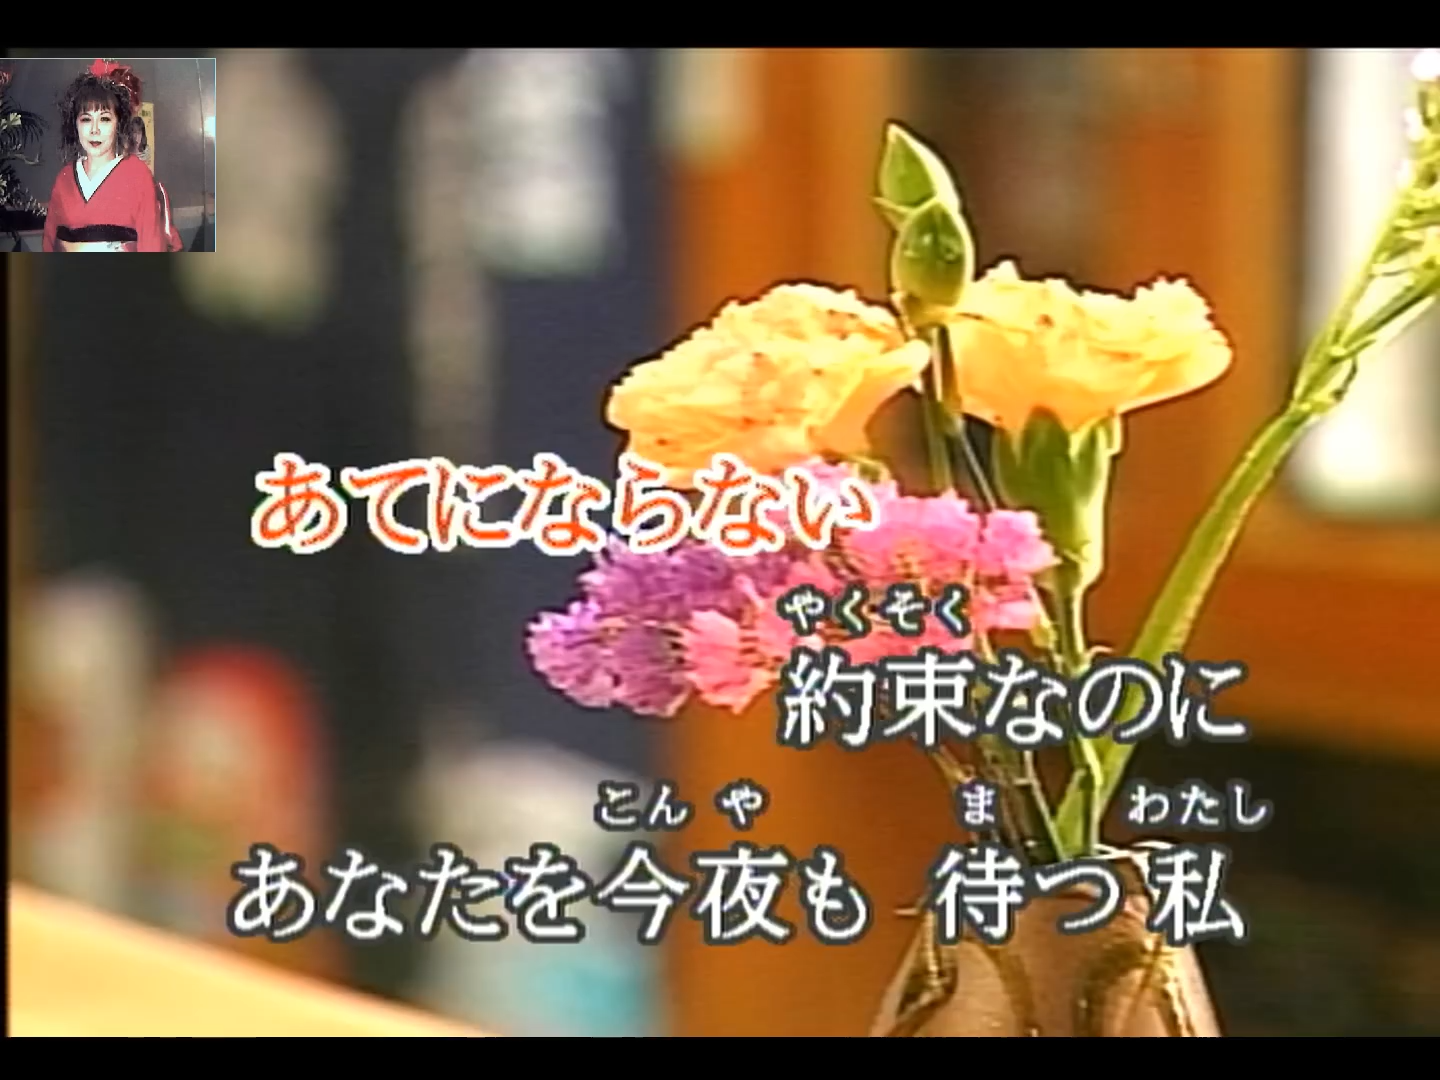 あてにならない
やくそく
約束なのに
こんや ま わたし
あなたを今夜も 待つ私